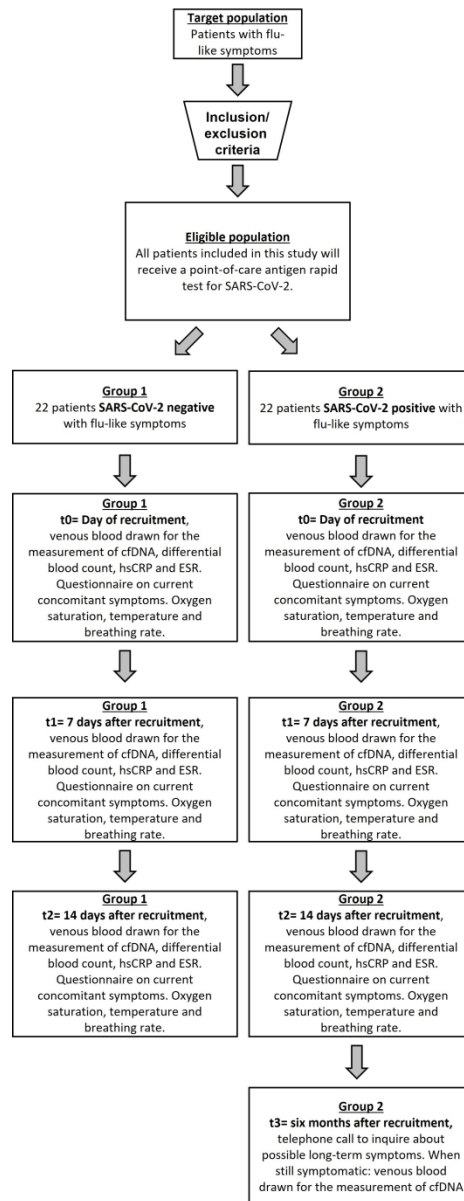 Target population
Patients with flu-
like symptoms
Inclusion/
exclusion
criteria
Eligible population
All patients included in this study will
receive a point-of-care antigen rapid
test for SARS-CoV-2.
Group 1
22 patients SARS-CoV-2 negative
with flu-like symptoms
Group 2
22 patients SARS-CoV-2 positive with
flu-like symptoms
Group 1
t0= Day of recruitment,
venous blood drawn for the
measurement of cfDNA, differential
blood count, hsCRP and ESR.
Questionnaire on current
concomitant symptoms. Oxygen
saturation, temperature and
breathing rate.
Group 2
t0= Day of recruitment
venous blood drawn for the
measurement of cfDNA, differential
blood count, hsCRP and ESR.
Questionnaire on current
concomitant symptoms. Oxygen
saturation, temperature and
breathing rate.
Group 1
t1= 7 days after recruitment,
venous blood drawn for the
measurement of cfDNA, differential
blood count, hsCRP and ESR.
Questionnaire on current
concomitant symptoms. Oxygen
saturation, temperature and
breathing rate.
Group 2
t1= 7 days after recruitment,
venous blood drawn for the
measurement of cfDNA, differential
blood count, hsCRP and ESR.
Questionnaire on current
concomitant symptoms. Oxygen
saturation, temperature and
breathing rate.
Group 1
t2= 14 days after recruitment,
venous blood drawn for the
measurement of cfDNA, differential
blood count, hsCRP and ESR.
Questionnaire on current
concomitant symptoms. Oxygen
saturation, temperature and
breathing rate.
Group 2
t2= 14 days after recruitment,
venous blood drawn for the
measurement of cfDNA, differential
blood count, hsCRP and ESR.
Questionnaire on current
concomitant symptoms. Oxygen
saturation, temperature and
breathing rate.
Group 2
t3= six months after recruitment,
telephone call to inquire about
possible long-term symptoms. When
still symptomatic: venous blood
drawn for the measurement of cfDNA